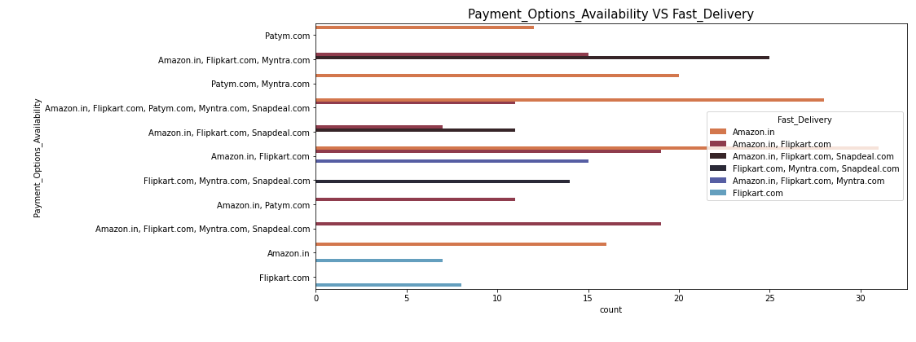 Payment_Options_Availability VS Fast_Delivery
Payment_Options_Availability
Patym.com
Amazon.in, Flipkart.com, Myntra.com
Patym.com, Myntra.com
Amazon.in, Flipkart.com, Patym.com, Myntra.com, Snapdeal.com
Amazon.in, Flipkart.com, Snapdeal.com
Amazon.in, Flipkart.com
Flipkart.com, Myntra.com, Snapdeal.com
Amazon.in, Patym.com
Amazon.in, Flipkart.com, Myntra.com, Snapdeal.com
Amazon.in
Flipkart.com
Fast_Delivery
Amazon.in
Amazon.in, Flipkart.com
Amazon.in, Flipkart.com, Snapdeal.com
Flipkart.com, Myntra.com, Snapdeal.com
Amazon.in, Flipkart.com, Myntra.com
Flipkart.com
0 5 10 15 20 25 30
count